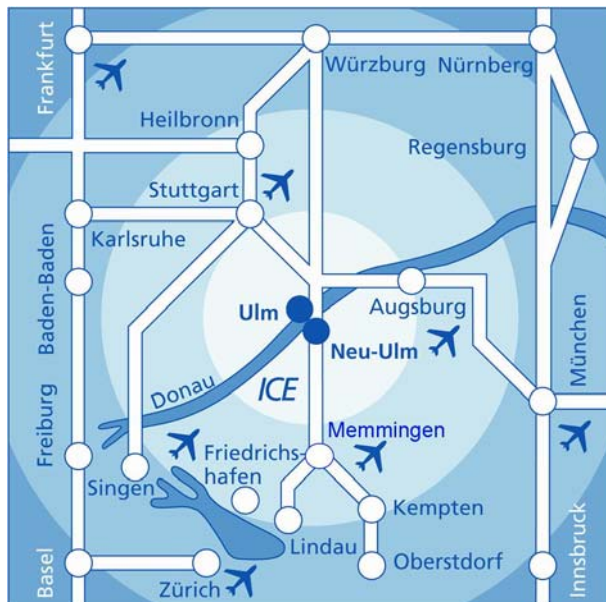 Frankfurt
Würzburg
Nürnberg
Heilbronn
Regensburg
Stuttgart
Karlsruhe
Baden-Baden
Ulm
Augsburg
Neu-Ulm
München
Donau
ICE
Freiburg
Memmingen
Friedrichs-
hafen
Singen
Kempten
Lindau
Oberstdorf
Basel
Zürich
Innsbruck